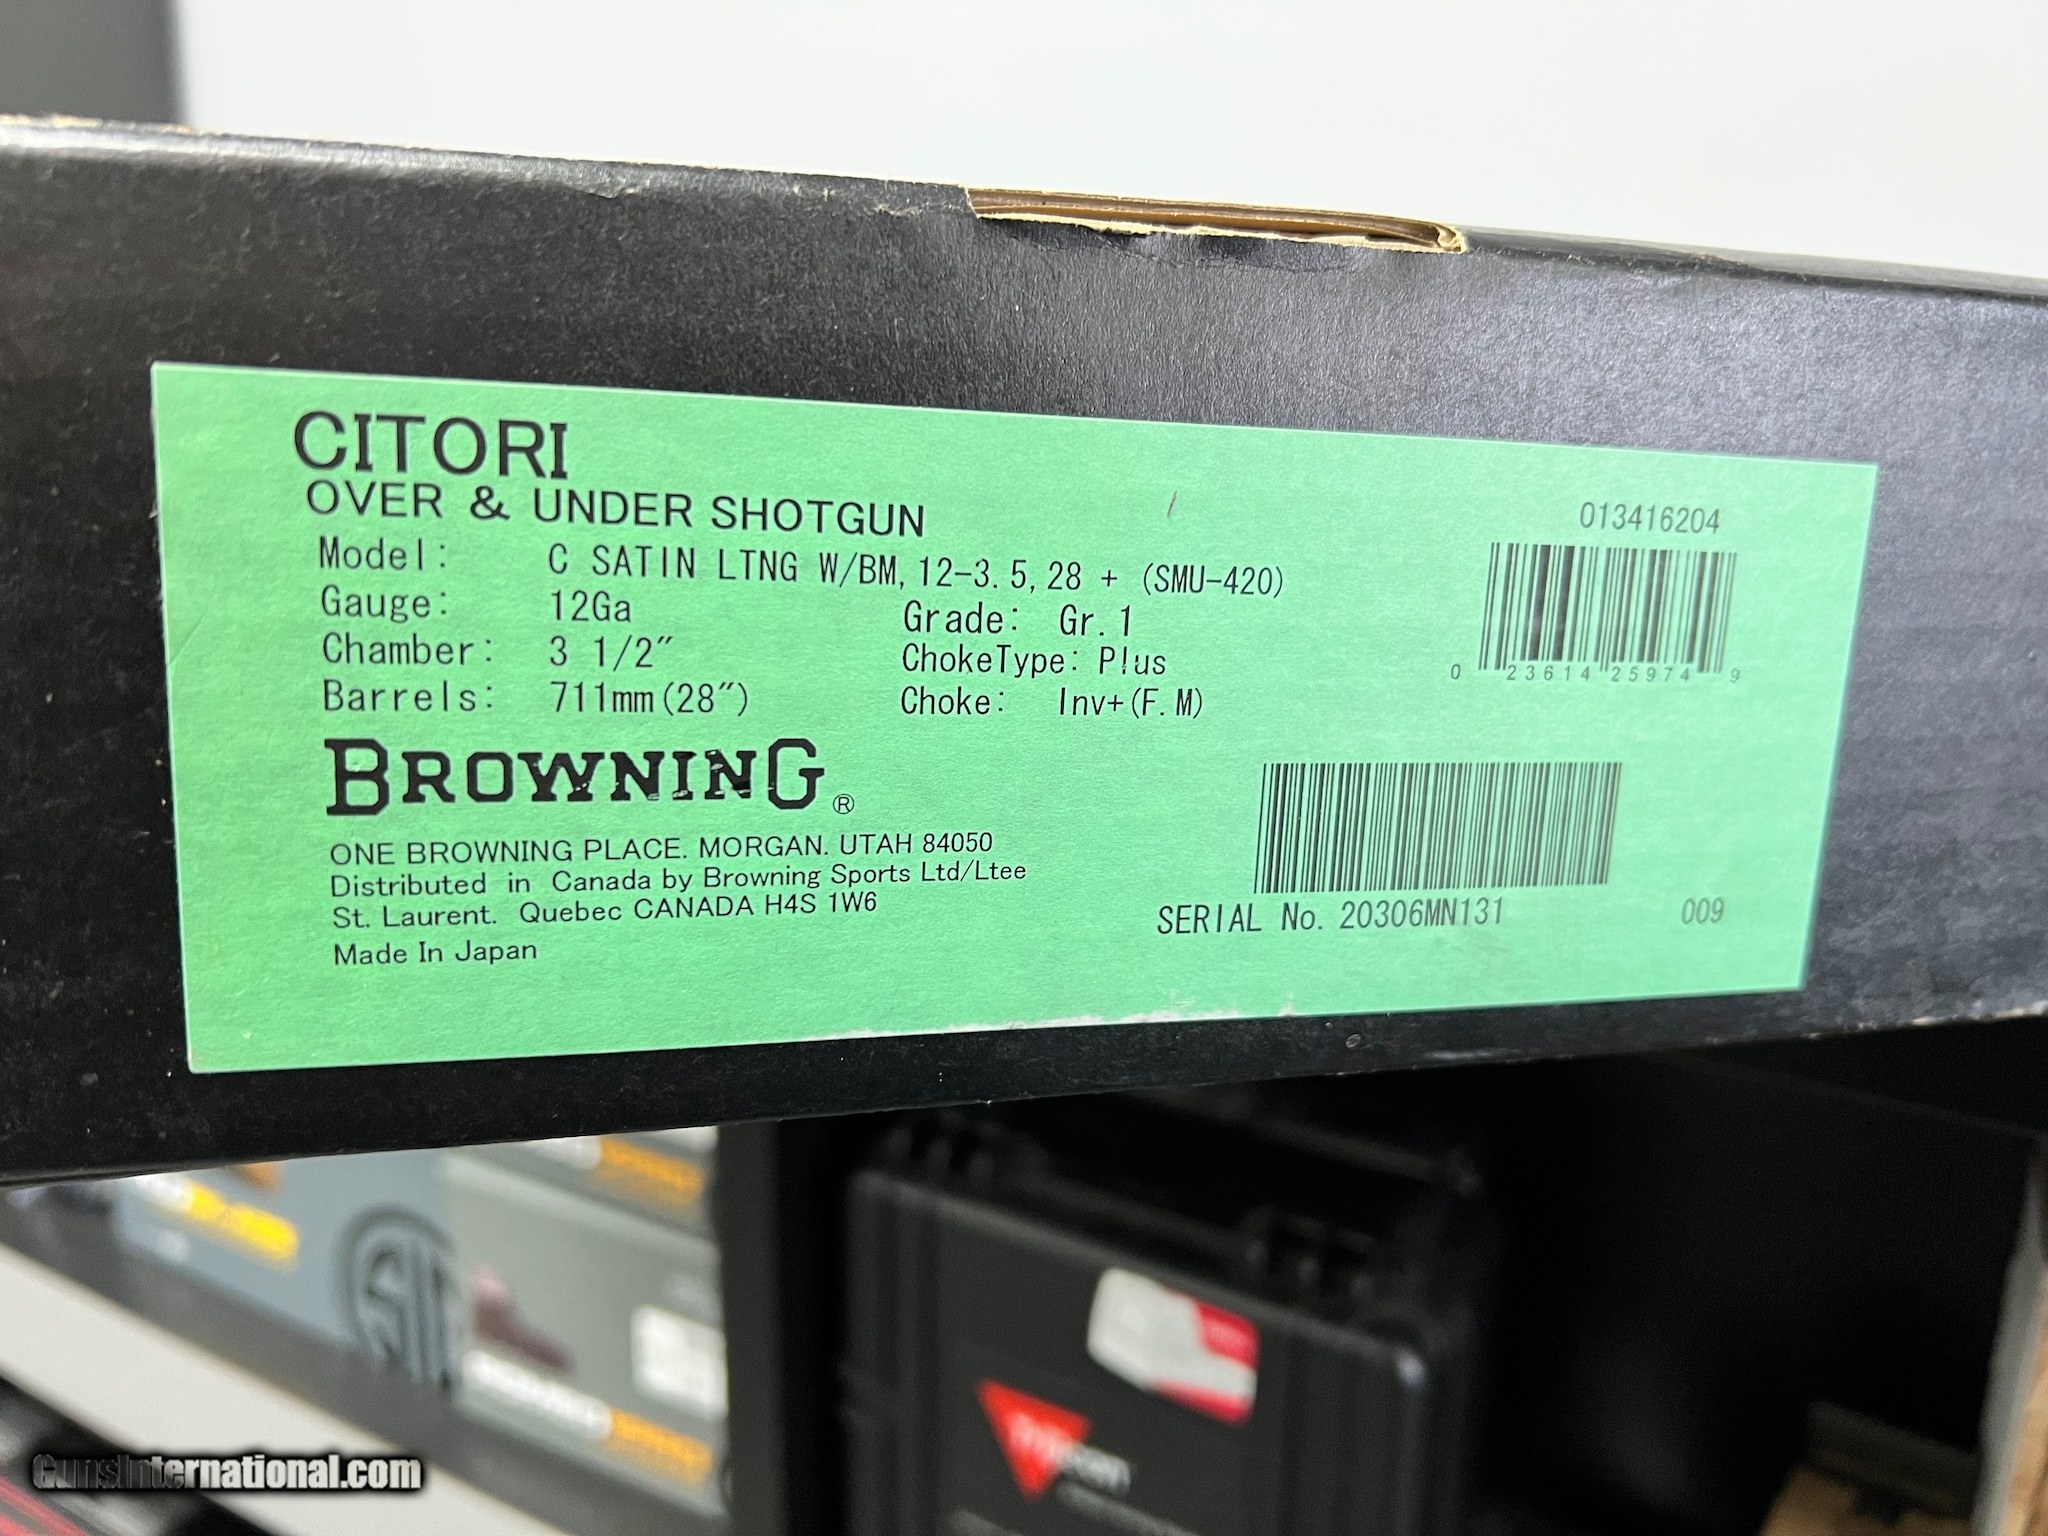 CITORI
OVER & UNDER SHOTGUN
Model: C SATIN LTNG W/BM, 12-3.5, 28 + (SMU-420)
Gauge: 12Ga Grade: Gr. 1
Chamber: 3 1/2" ChokeType: Plus
Barrels: 711mm(28") Choke: Inv+(F.M)
013416204
0 23614 25974 9
BROWNING®
ONE BROWNING PLACE. MORGAN. UTAH 84050
Distributed in Canada by Browning Sports Ltd/Ltee
St. Laurent. Quebec CANADA H4S 1W6
Made In Japan
SERIAL No. 20306MN131 009
GunsInternational.com